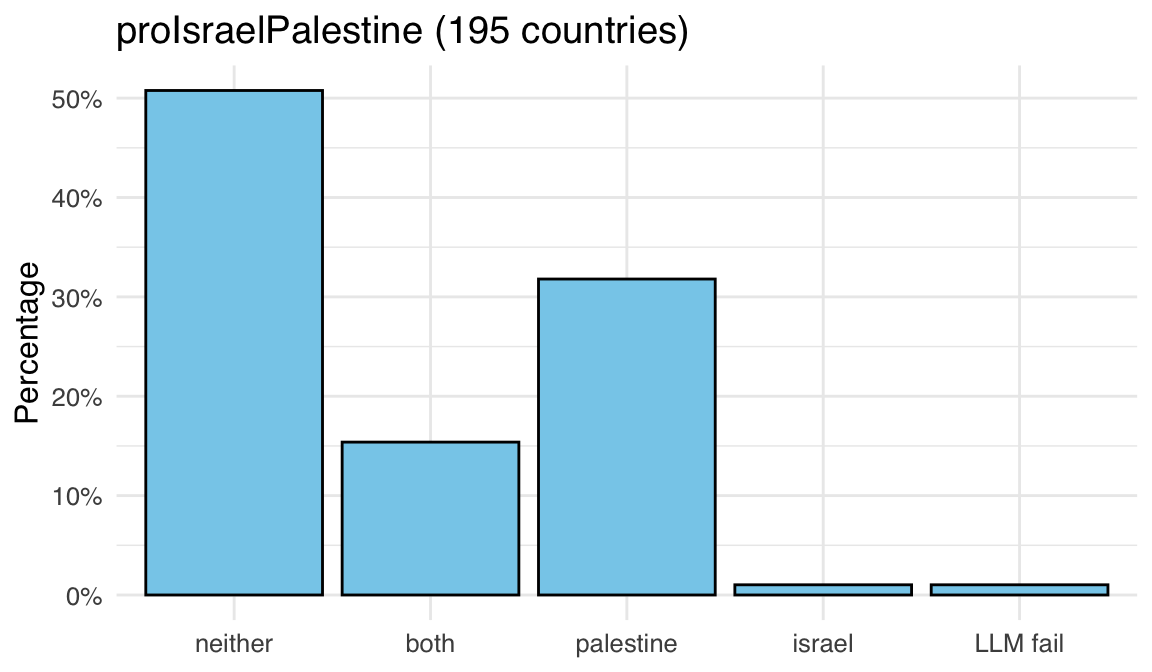 proIsraelPalestine (195 countries)
Percentage
50%
40%
30%
20%
10%
0%
neither both palestine israel LLM fail